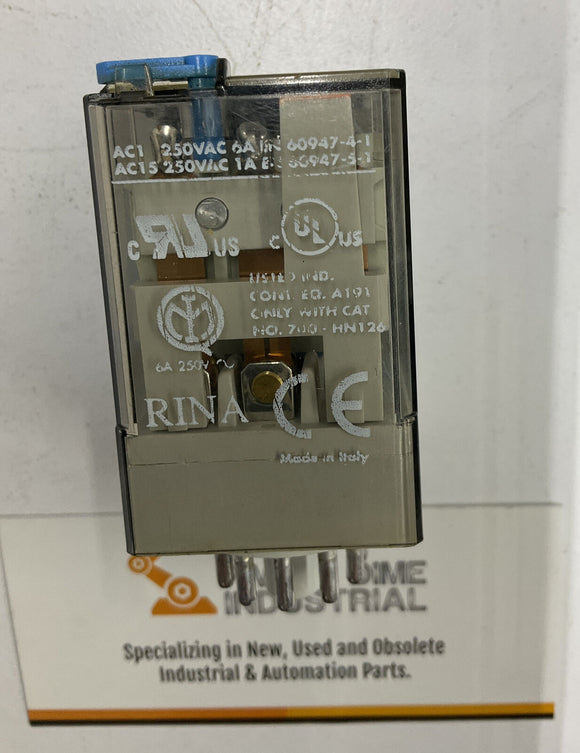 AC1 250VAC 6A EN 60947-4-1
AC15 250VAC 1A EN 60947-5-1
c RU US
c UL US
LISTED IND.
CONT. EQ. A191
ONLY WITH CAT
NO. 700 - HN126
6A 250V~
RINA CE
Made in Italy
DIME
INDUSTRIAL
Specializing in New, Used and Obsolete
Industrial & Automation Parts.